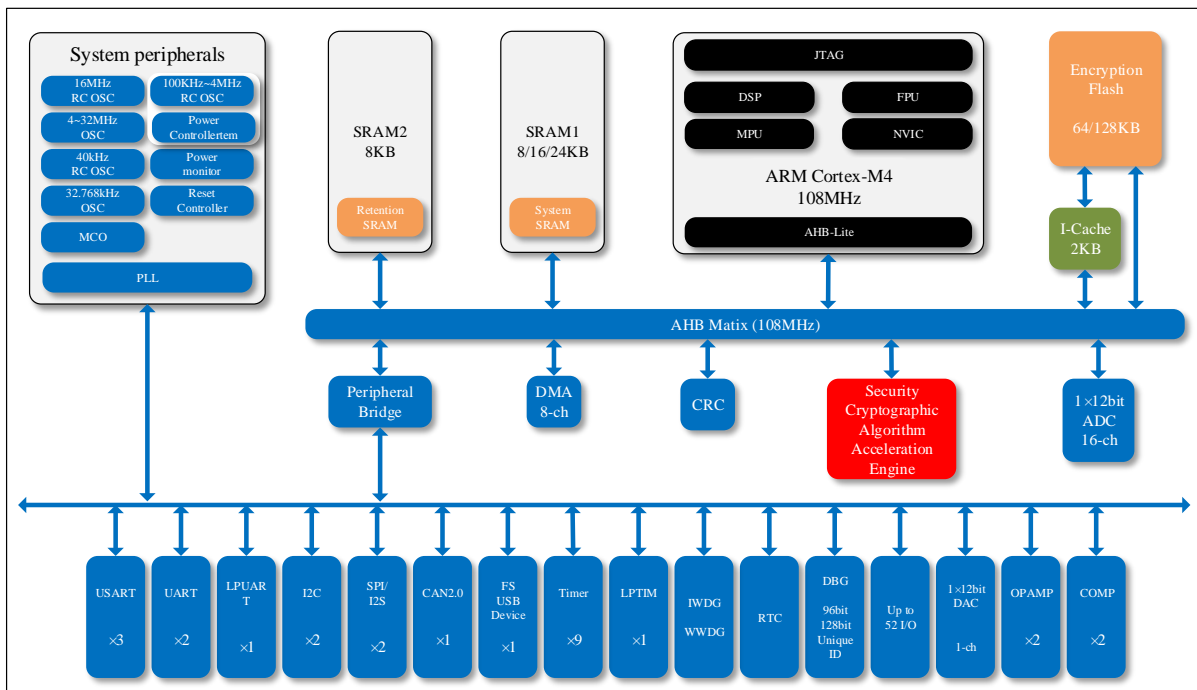 System peripherals
16MHz
RC OSC
100KHz~4MHz
RC OSC
4~32MHz
OSC
Power
Controllertem
40kHz
RC OSC
Power
monitor
32.768kHz
OSC
Reset
Controller
MCO
PLL
SRAM2
8KB
Retention
SRAM
SRAM1
8/16/24KB
System
SRAM
JTAG
DSP
FPU
MPU
NVIC
ARM Cortex-M4
108MHz
AHB-Lite
Encryption
Flash
64/128KB
I-Cache
2KB
AHB Matix (108MHz)
Peripheral
Bridge
DMA
8-ch
CRC
Security
Cryptographic
Algorithm
Acceleration
Engine
1×12bit
ADC
16-ch
USART
×3
UART
×2
LPUAR
T
×1
I2C
×2
SPI/
I2S
×2
CAN2.0
×1
FS
USB
Device
×1
Timer
×9
LPTIM
×1
IWDG
WWDG
RTC
DBG
96bit
128bit
Unique
ID
Up to
52 I/O
1×12bit
DAC
1-ch
OPAMP
×2
COMP
×2